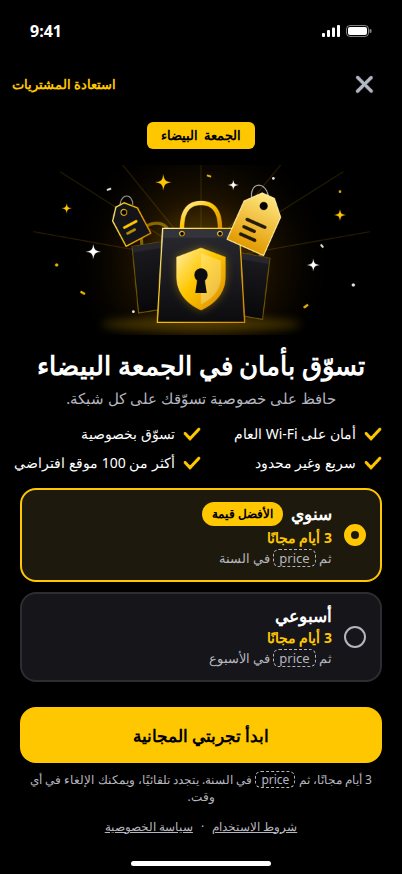 9:41
استعادة المشتريات
الجمعة البيضاء
تسوّق بأمان في الجمعة البيضاء
حافظ على خصوصية تسوّقك على كل شبكة.
أمان على Wi-Fi العام
تسوّق بخصوصية
سريع وغير محدود
أكثر من 100 موقع افتراضي
سنوي الأفضل قيمة
3 أيام مجانًا
ثم price في السنة
أسبوعي
3 أيام مجانًا
ثم price في الأسبوع
ابدأ تجربتي المجانية
3 أيام مجانًا، ثم price في السنة. يتجدد تلقائيًا، ويمكنك الإلغاء في أي
وقت.
شروط الاستخدام · سياسة الخصوصية